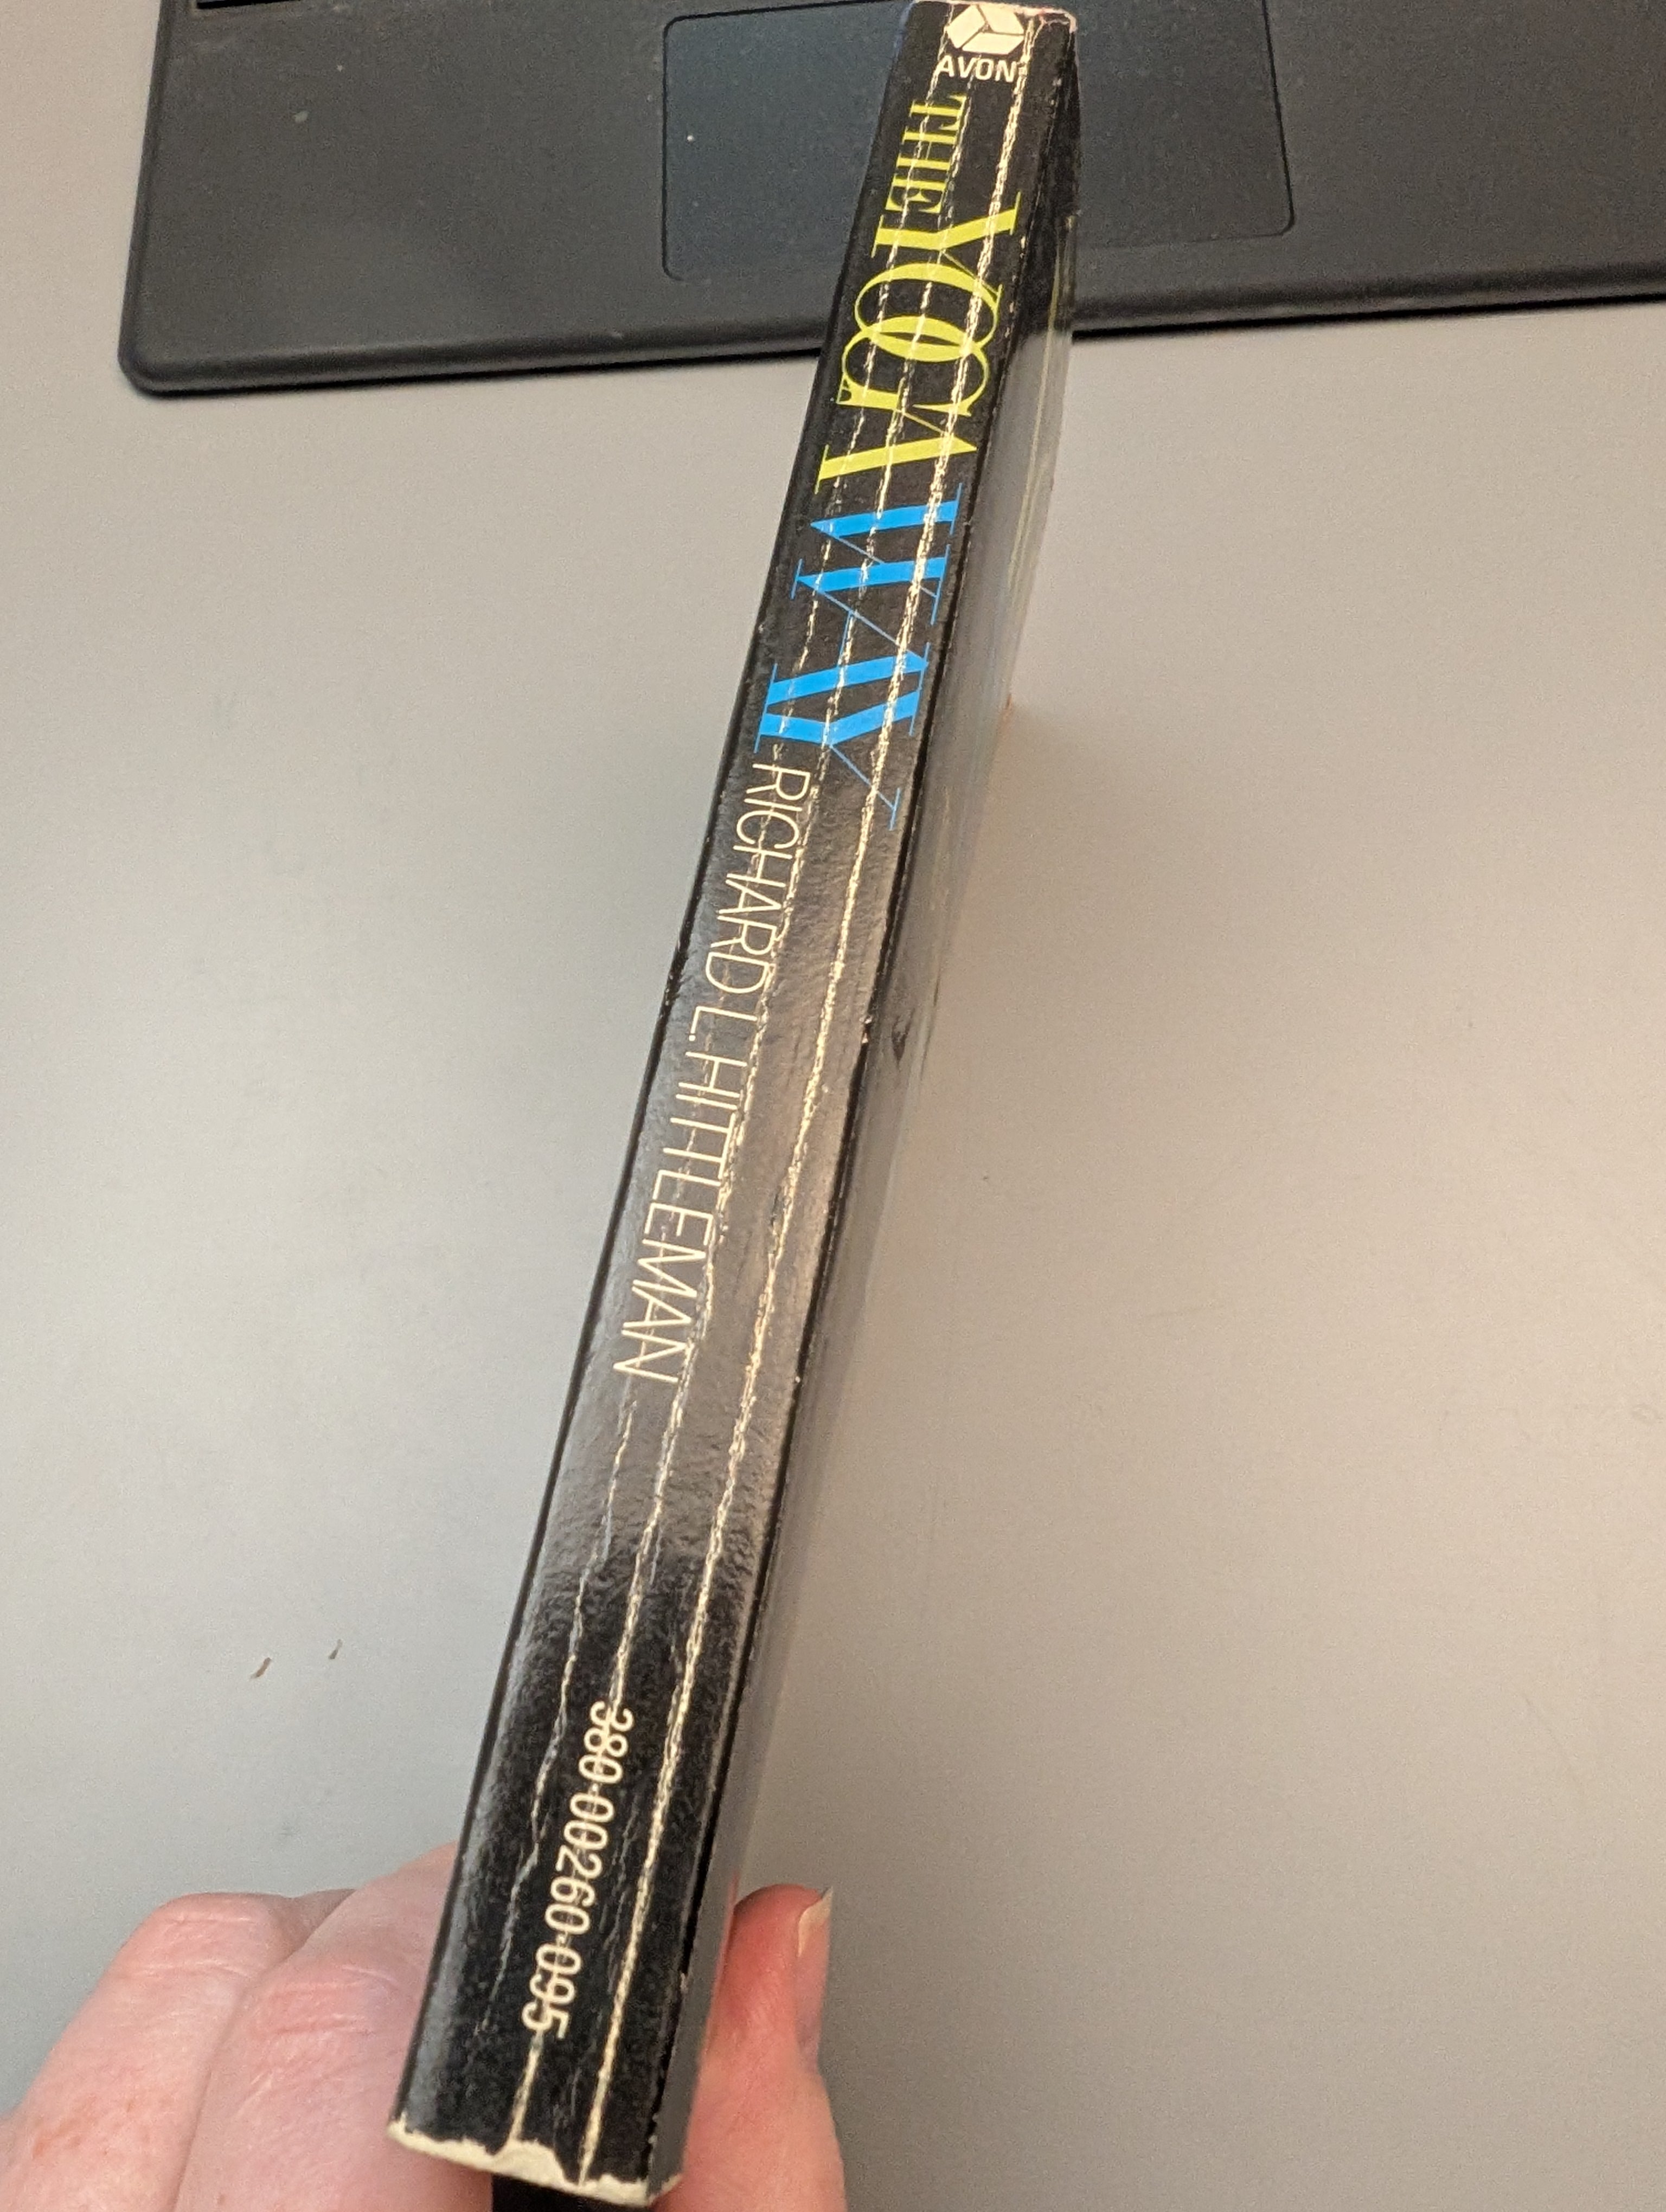 AVON
THE YOGA WAY
RICHARD L. HITTLEMAN
380-00260-095